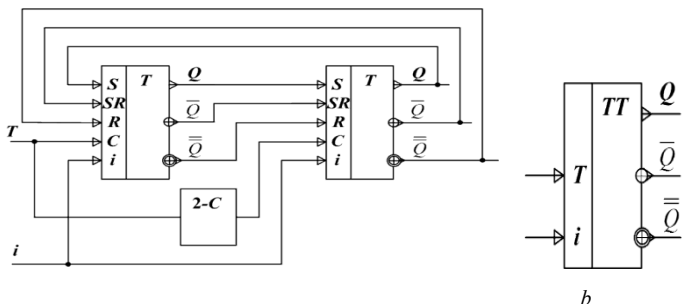 S T Q
SR Q̅
R Q̿
C
i
T
2-C
i
S T Q
SR Q̅
R Q̿
C
i
TT Q
T Q̅
i Q̿
b